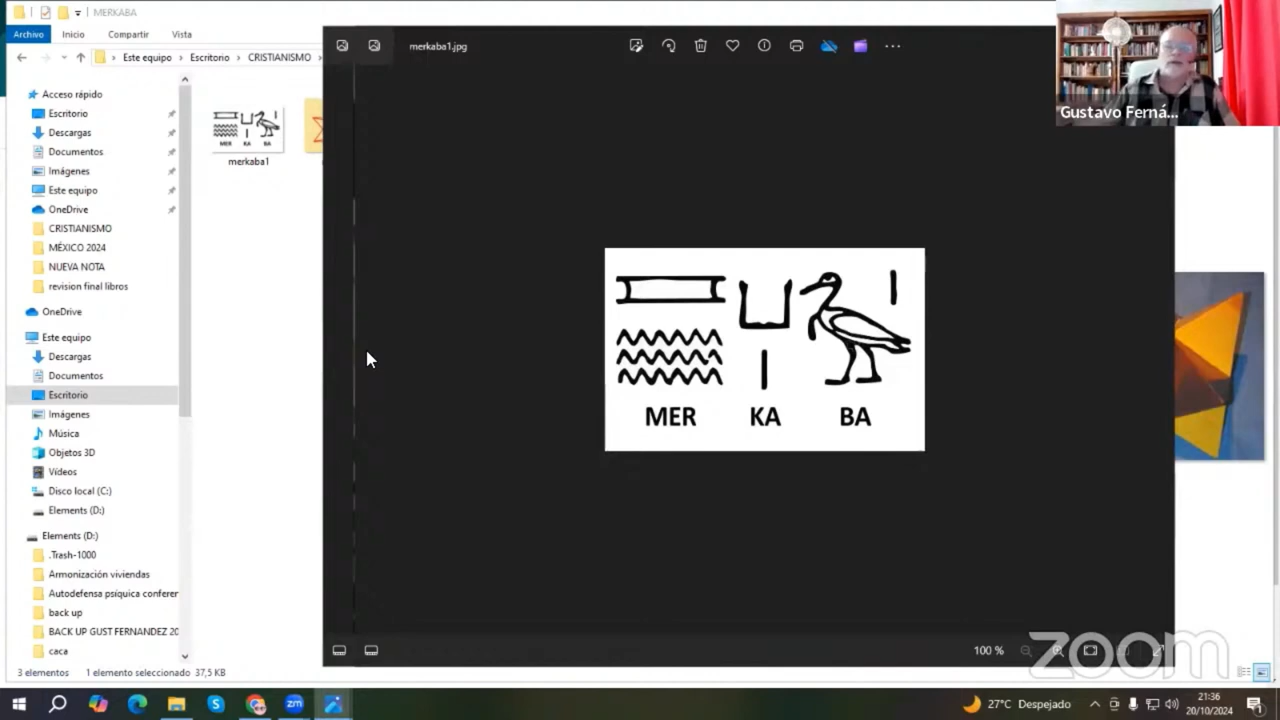 MERKABA
Archivo Inicio Compartir Vista
Este equipo Escritorio CRISTIANISMO
merkaba1.jpg
Gustavo Ferná...
Acceso rápido
Escritorio
Descargas
Documentos
Imágenes
Este equipo
OneDrive
CRISTIANISMO
MÉXICO 2024
NUEVA NOTA
revision final libros
OneDrive
Este equipo
Descargas
Documentos
Escritorio
Imágenes
Música
Objetos 3D
Vídeos
Disco local (C:)
Elements (D:)
Elements (D:)
.Trash-1000
Armonización viviendas
Autodefensa psíquica conferer
back up
BACK UP GUST FERNANDEZ 20
caca
MER KA BA
merkaba1
MER KA BA
100 %
zoom
3 elementos 1 elemento seleccionado 37,5 KB
27°C Despejado
21:36
20/10/2024